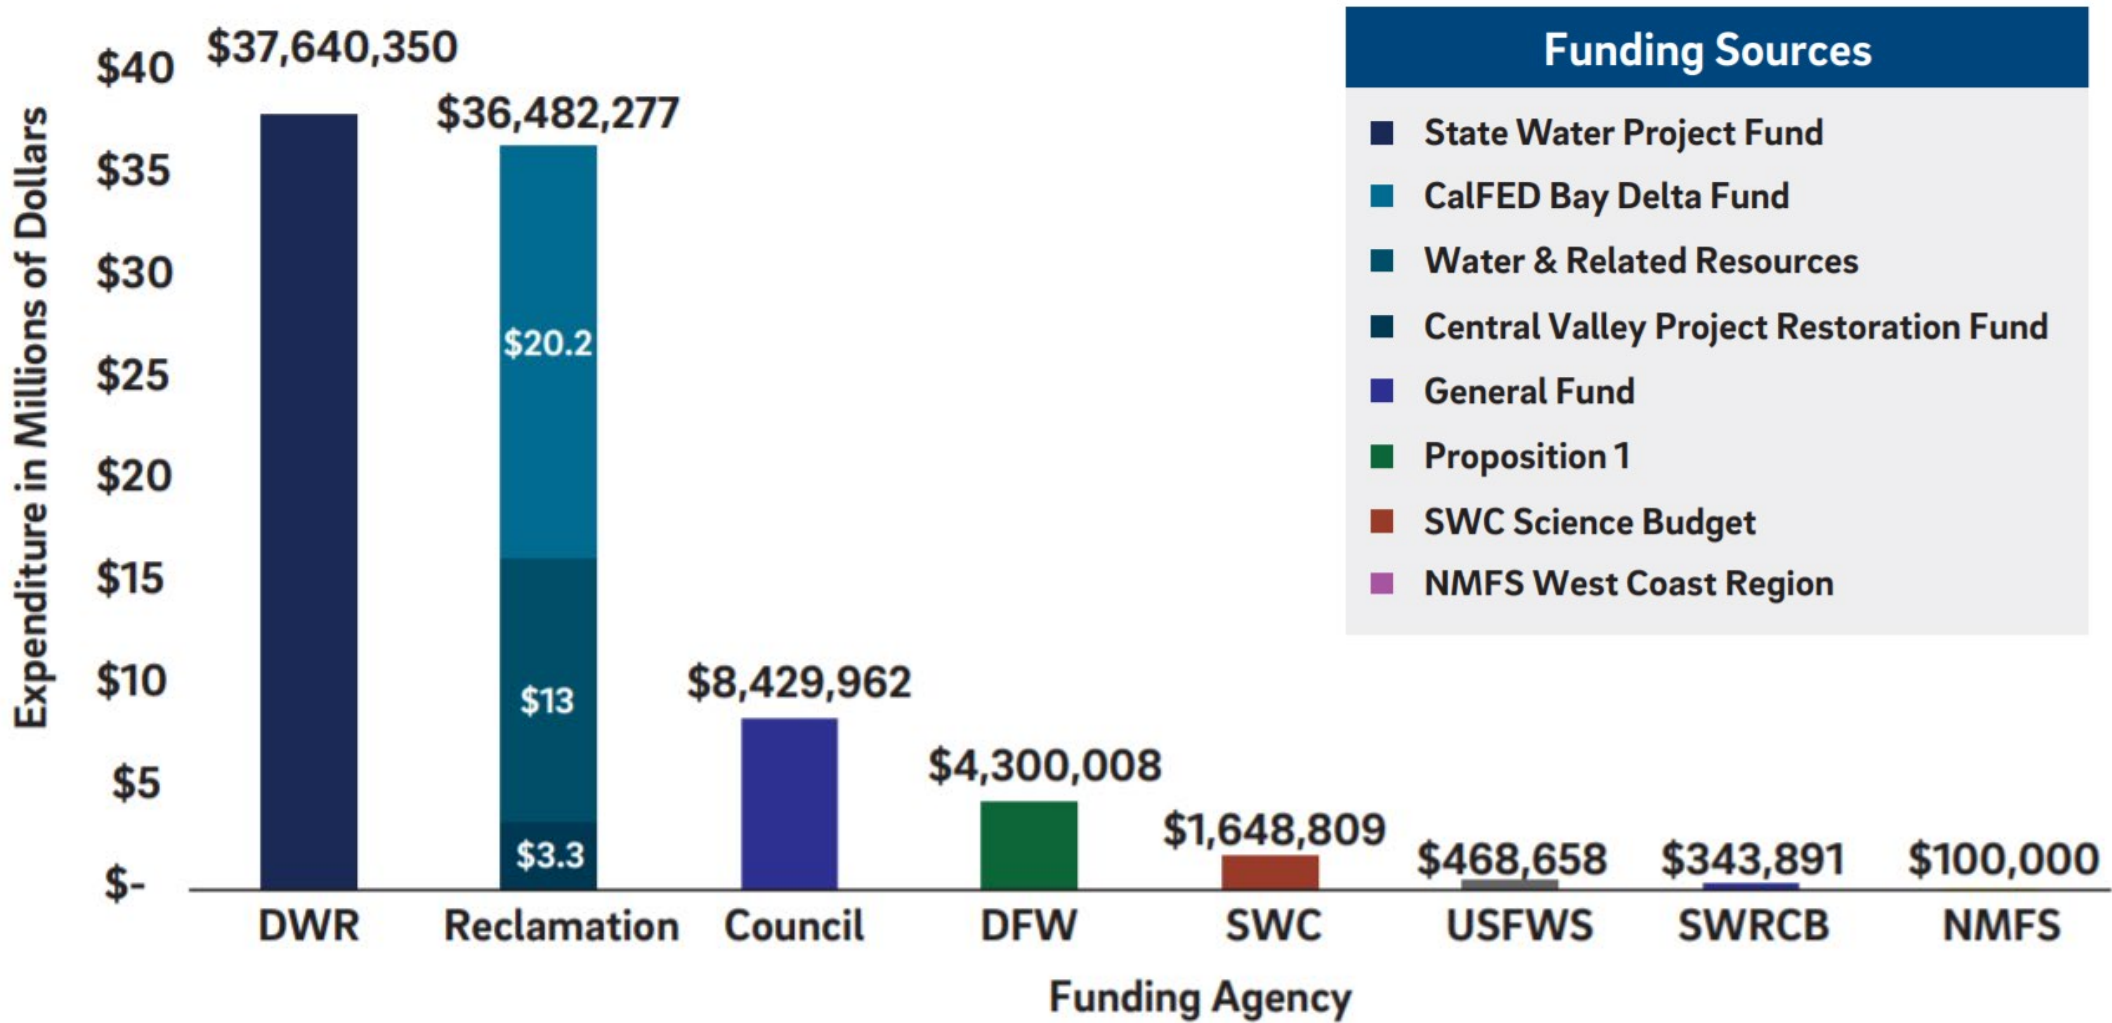 Expenditure in Millions of Dollars
$40
$35
$30
$25
$20
$15
$10
$5
$-
$37,640,350
$36,482,277
$20.2
$13
$3.3
$8,429,962
$4,300,008
$1,648,809
$468,658
$343,891
$100,000
DWR
Reclamation
Council
DFW
SWC
USFWS
SWRCB
NMFS
Funding Agency
Funding Sources
State Water Project Fund
CalFED Bay Delta Fund
Water & Related Resources
Central Valley Project Restoration Fund
General Fund
Proposition 1
SWC Science Budget
NMFS West Coast Region